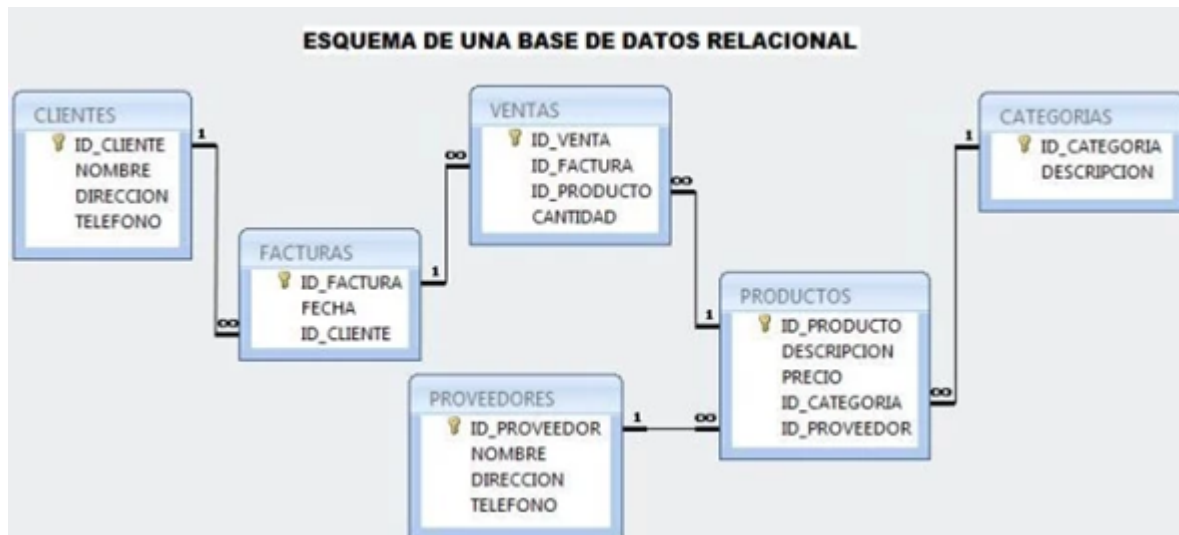 ESQUEMA DE UNA BASE DE DATOS RELACIONAL
CLIENTES
ID_CLIENTE
NOMBRE
DIRECCION
TELEFONO
1
∞
FACTURAS
ID_FACTURA
FECHA
ID_CLIENTE
1
∞
VENTAS
ID_VENTA
ID_FACTURA
ID_PRODUCTO
CANTIDAD
∞
1
PROVEEDORES
ID_PROVEEDOR
NOMBRE
DIRECCION
TELEFONO
1
∞
PRODUCTOS
ID_PRODUCTO
DESCRIPCION
PRECIO
ID_CATEGORIA
ID_PROVEEDOR
∞
1
CATEGORIAS
ID_CATEGORIA
DESCRIPCION